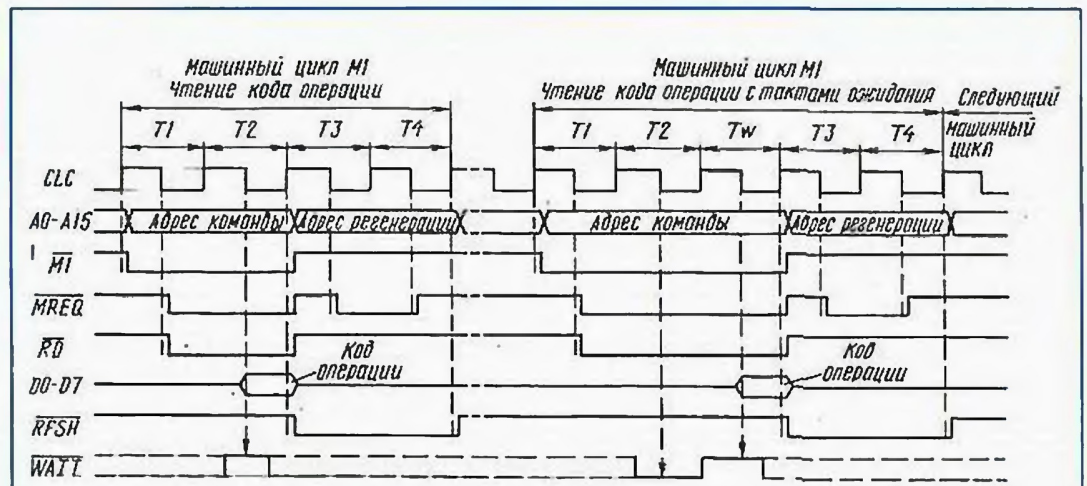 Машинный цикл M1
Чтение кода операции
Машинный цикл M1
Чтение кода операции с тактами ожидания
Следующий
машинный
цикл
T1 T2 T3 T4
T1 T2 Tw T3 T4
CLC
A0-A15 Адрес команды Адрес регенерации Адрес команды Адрес регенерации
M1
MREQ
RD
D0-D7 Код операции Код операции
RFSH
WATT